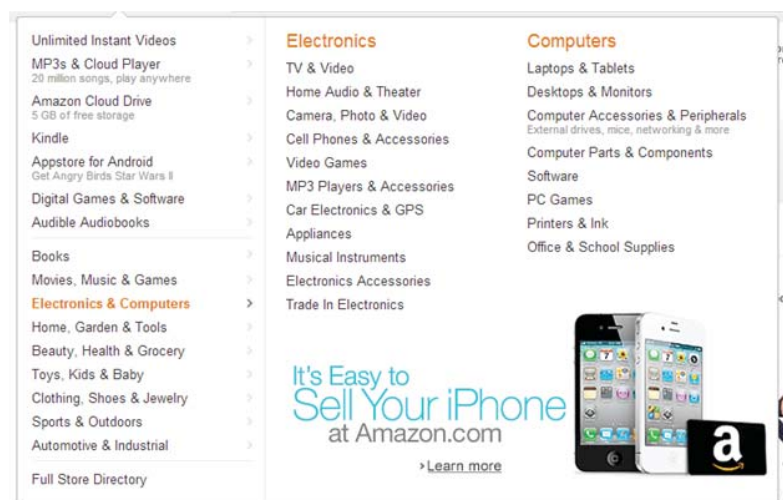 Unlimited Instant Videos
MP3s & Cloud Player
20 million songs, play anywhere
Amazon Cloud Drive
5 GB of free storage
Kindle
Appstore for Android
Get Angry Birds Star Wars II
Digital Games & Software
Audible Audiobooks
Books
Movies, Music & Games
Electronics & Computers
Home, Garden & Tools
Beauty, Health & Grocery
Toys, Kids & Baby
Clothing, Shoes & Jewelry
Sports & Outdoors
Automotive & Industrial
Full Store Directory
Electronics
TV & Video
Home Audio & Theater
Camera, Photo & Video
Cell Phones & Accessories
Video Games
MP3 Players & Accessories
Car Electronics & GPS
Appliances
Musical Instruments
Electronics Accessories
Trade In Electronics
Computers
Laptops & Tablets
Desktops & Monitors
Computer Accessories & Peripherals
External drives, mice, networking & more
Computer Parts & Components
Software
PC Games
Printers & Ink
Office & School Supplies
It's Easy to
Sell Your iPhone
at Amazon.com
Learn more
a